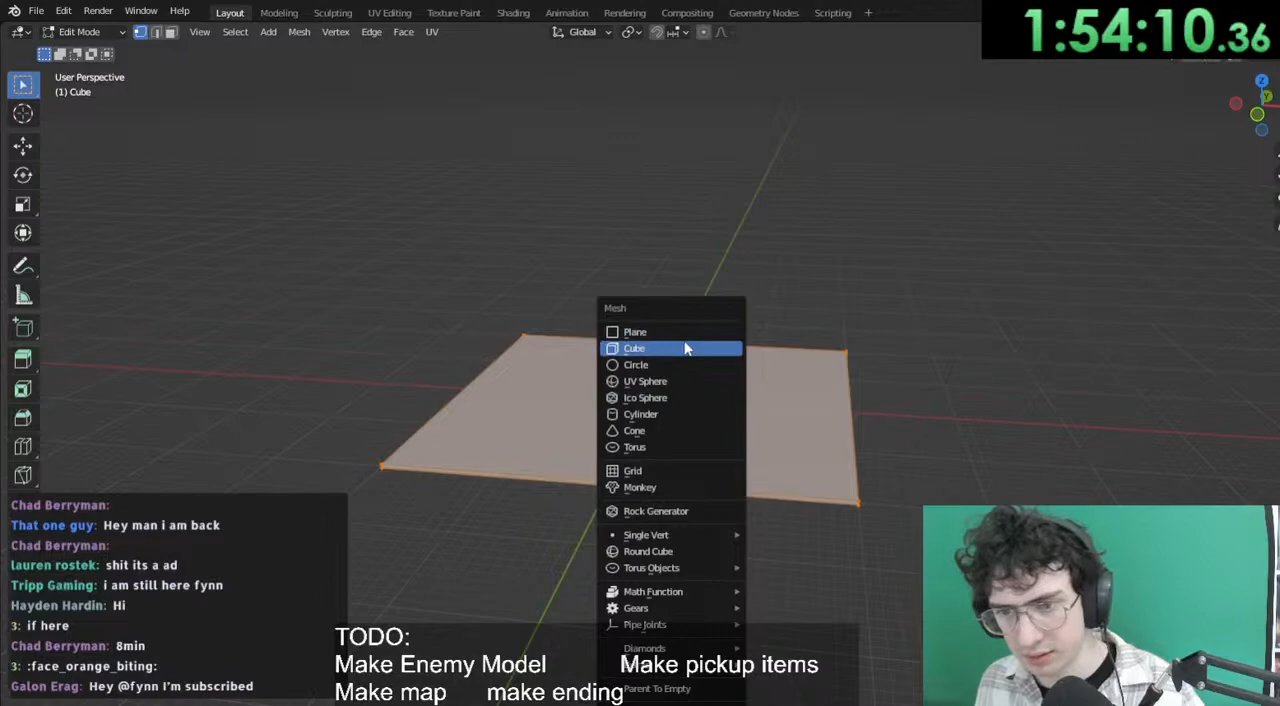 File Edit Render Window Help Layout Modeling Sculpting UV Editing Texture Paint Shading Animation Rendering Compositing Geometry Nodes Scripting +
1:54:10.36
Edit Mode View Select Add Mesh Vertex Edge Face UV Global
User Perspective
(1) Cube
Z
Y
Mesh
Plane
Cube
Circle
UV Sphere
Ico Sphere
Cylinder
Cone
Torus
Grid
Monkey
Rock Generator
Single Vert
Round Cube
Torus Objects
Math Function
Gears
Pipe Joints
Diamonds
Parent To Empty
Chad Berryman:
That one guy: Hey man i am back
Chad Berryman:
lauren rostek: shit its a ad
Tripp Gaming: i am still here fynn
Hayden Hardin: Hi
3: if here
Chad Berryman: 8min
3: :face_orange_biting:
Galon Erag: Hey @fynn I'm subscribed
TODO:
Make Enemy Model Make pickup items
Make map make ending